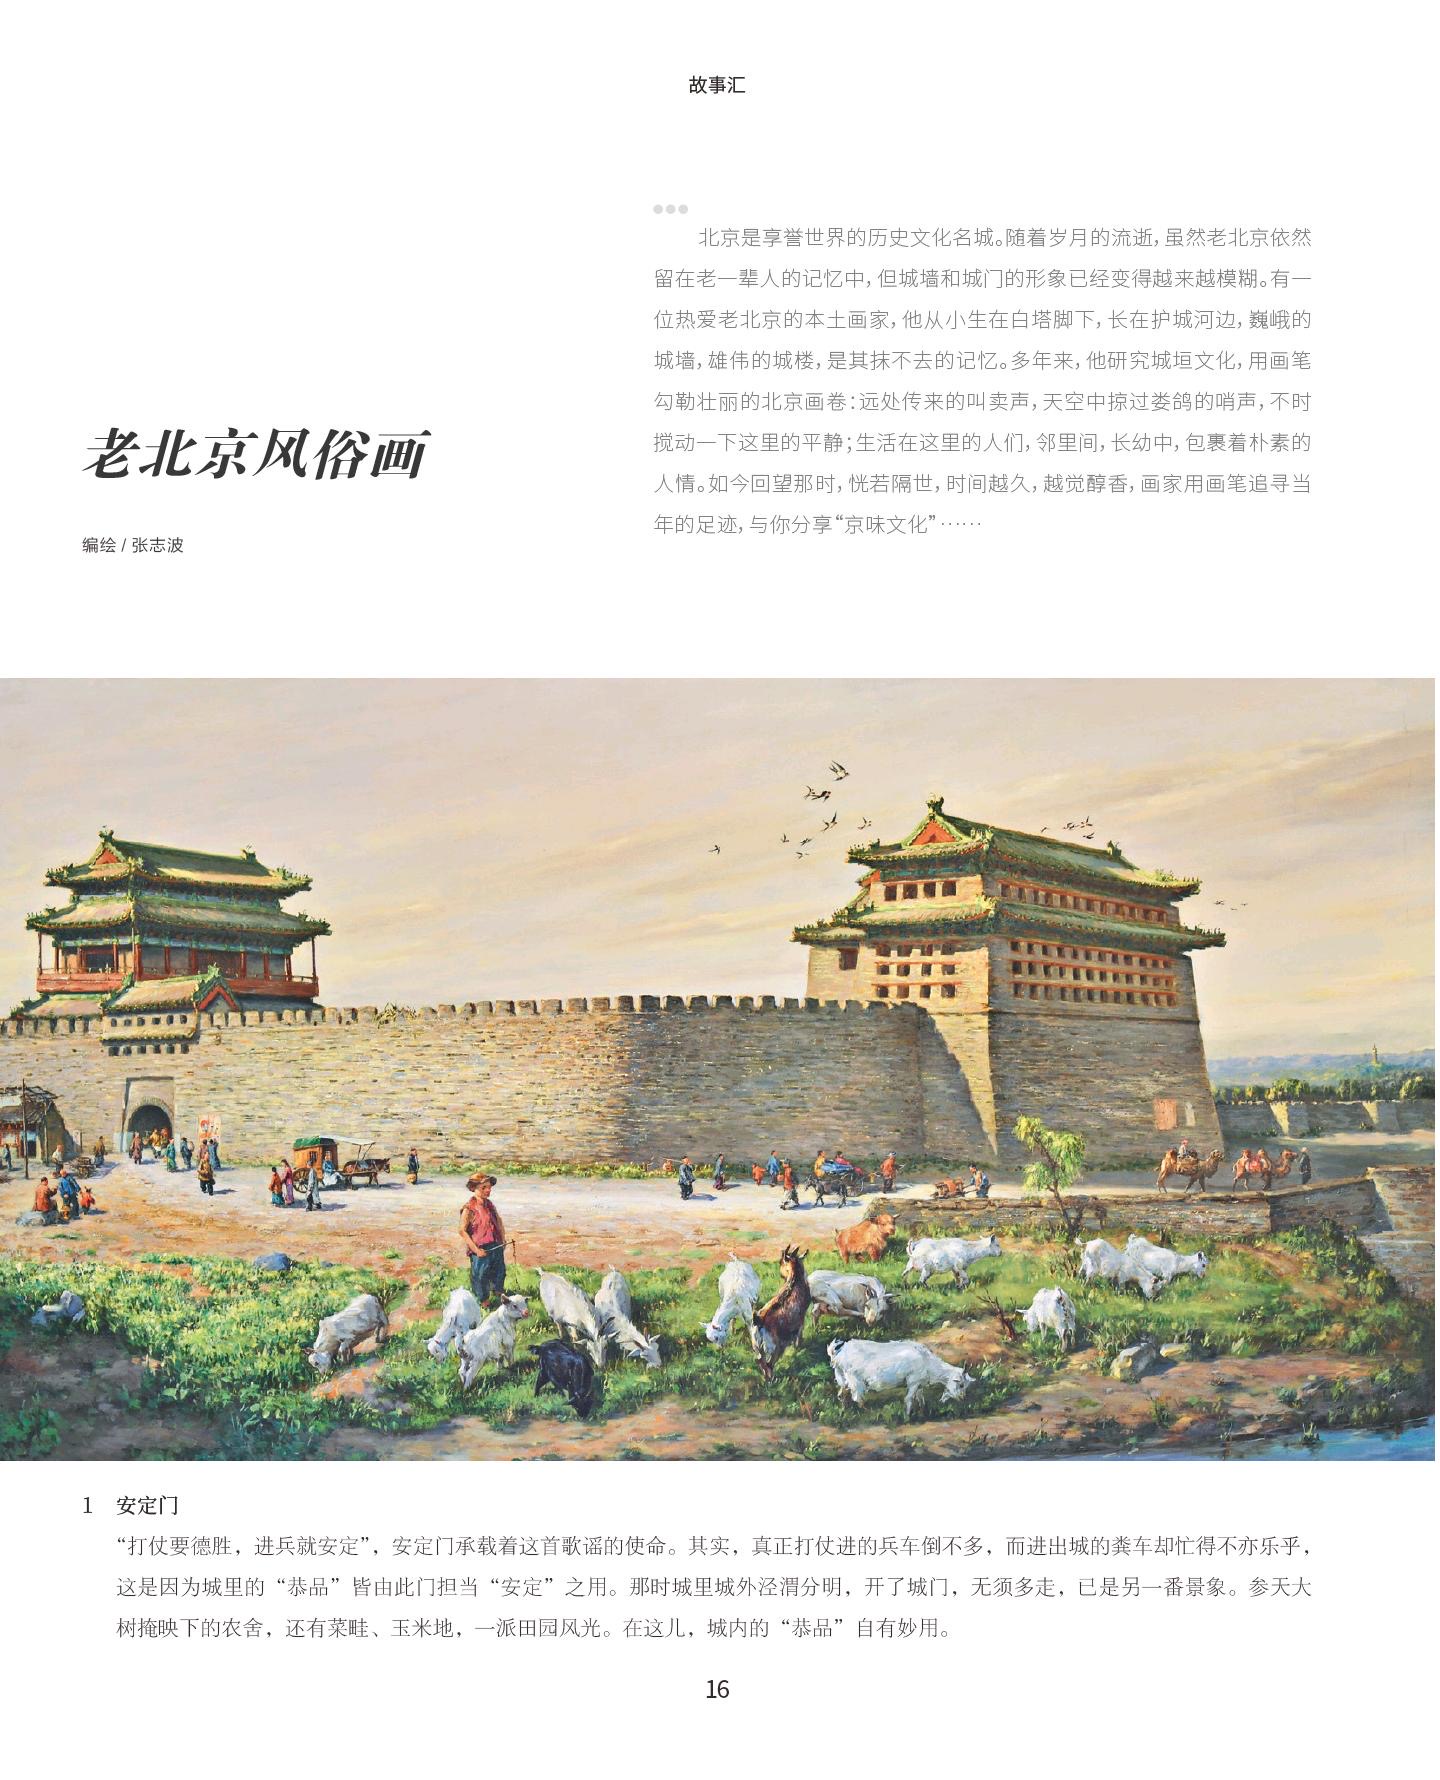 故事汇
老北京风俗画
编绘 / 张志波
北京是享誉世界的历史文化名城。随着岁月的流逝，虽然老北京依然
留在老一辈人的记忆中，但城墙和城门的形象已经变得越来越模糊。有一
位热爱老北京的本土画家，他从小生在白塔脚下，长在护城河边，巍峨的
城墙，雄伟的城楼，是其抹不去的记忆。多年来，他研究城垣文化，用画笔
勾勒壮丽的北京画卷：远处传来的叫卖声，天空中掠过娄鸽的哨声，不时
搅动一下这里的平静；生活在这里的人们，邻里间，长幼中，包裹着朴素的
人情。如今回望那时，恍若隔世，时间越久，越觉醇香，画家用画笔追寻当
年的足迹，与你分享“京味文化”……
1 安定门
“打仗要德胜，进兵就安定”，安定门承载着这首歌谣的使命。其实，真正打仗进的兵车倒不多，而进出城的粪车却忙得不亦乐乎，
这是因为城里的“恭品”皆由此门担当“安定”之用。那时城里城外泾渭分明，开了城门，无须多走，已是另一番景象。参天大
树掩映下的农舍，还有菜畦、玉米地，一派田园风光。在这儿，城内的“恭品”自有妙用。
16